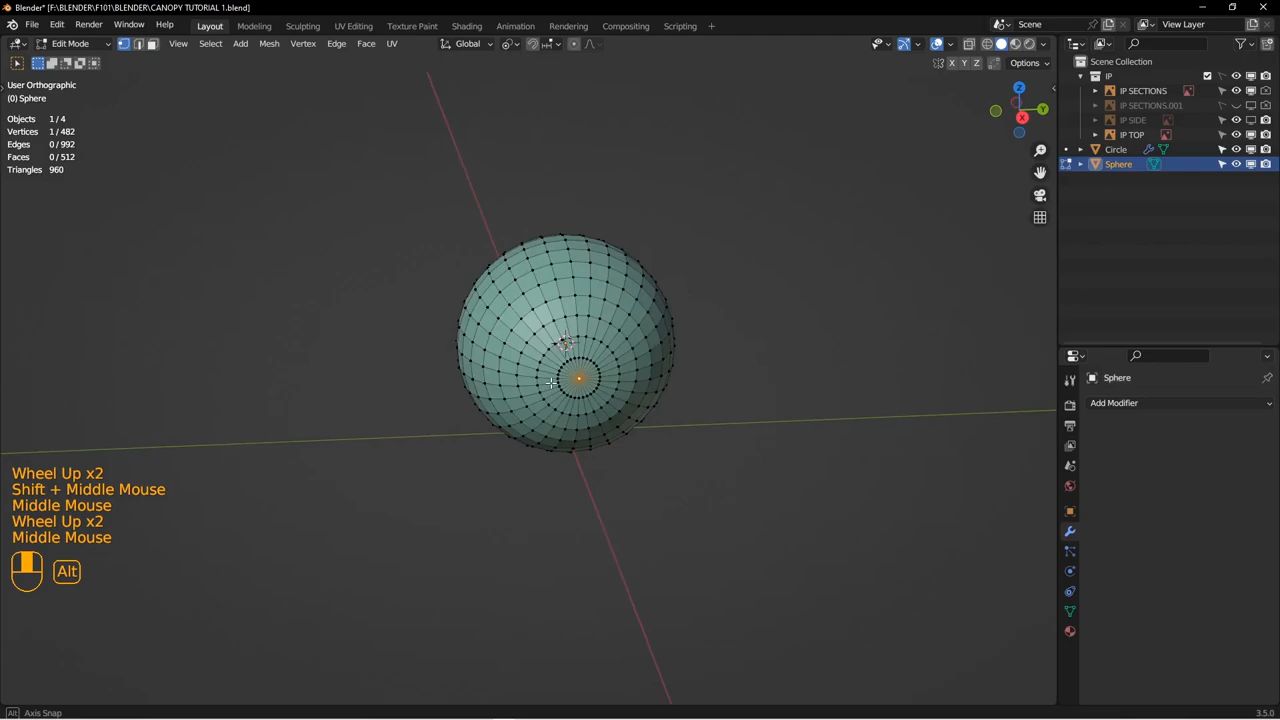 Blender* [F:\BLENDER\F101\BLENDER\CANOPY TUTORIAL 1.blend]
File Edit Render Window Help Layout Modeling Sculpting UV Editing Texture Paint Shading Animation Rendering Compositing Scripting + Scene View Layer
Edit Mode View Select Add Mesh Vertex Edge Face UV Global
X Y Z Options
User Orthographic
(0) Sphere
Objects 1/4
Vertices 1/482
Edges 0/992
Faces 0/512
Triangles 960
Z
Y
X
Scene Collection
IP
IP SECTIONS
IP SECTIONS.001
IP SIDE
IP TOP
Circle
Sphere
Sphere
Add Modifier
Wheel Up x2
Shift + Middle Mouse
Middle Mouse
Wheel Up x2
Middle Mouse
Alt
Alt Axis Snap
3.5.0